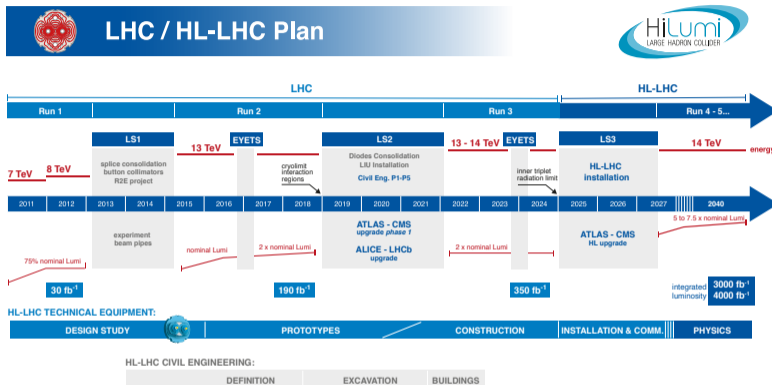 LHC / HL-LHC Plan
HiLumi
LARGE HADRON COLLIDER
LHC
HL-LHC
Run 1
Run 2
Run 3
Run 4 - 5...
LS1
EYETS
LS2
EYETS
LS3
13 TeV
13 - 14 TeV
14 TeV
energy
7 TeV
8 TeV
splice consolidation
button collimators
R2E project
cryolimit
interaction
regions
Diodes Consolidation
LIU Installation
Civil Eng. P1-P5
inner triplet
radiation limit
HL-LHC
installation
2011 2012 2013 2014 2015 2016 2017 2018 2019 2020 2021 2022 2023 2024 2025 2026 2027 2040
experiment
beam pipes
ATLAS - CMS
upgrade phase 1
ALICE - LHCb
upgrade
ATLAS - CMS
HL upgrade
5 to 7.5 x nominal Lumi
75% nominal Lumi
nominal Lumi
2 x nominal Lumi
2 x nominal Lumi
30 fb-1
190 fb-1
350 fb-1
integrated
luminosity
3000 fb-1
4000 fb-1
HL-LHC TECHNICAL EQUIPMENT:
DESIGN STUDY
PROTOTYPES
CONSTRUCTION
INSTALLATION & COMM.
PHYSICS
HL-LHC CIVIL ENGINEERING:
DEFINITION
EXCAVATION
BUILDINGS